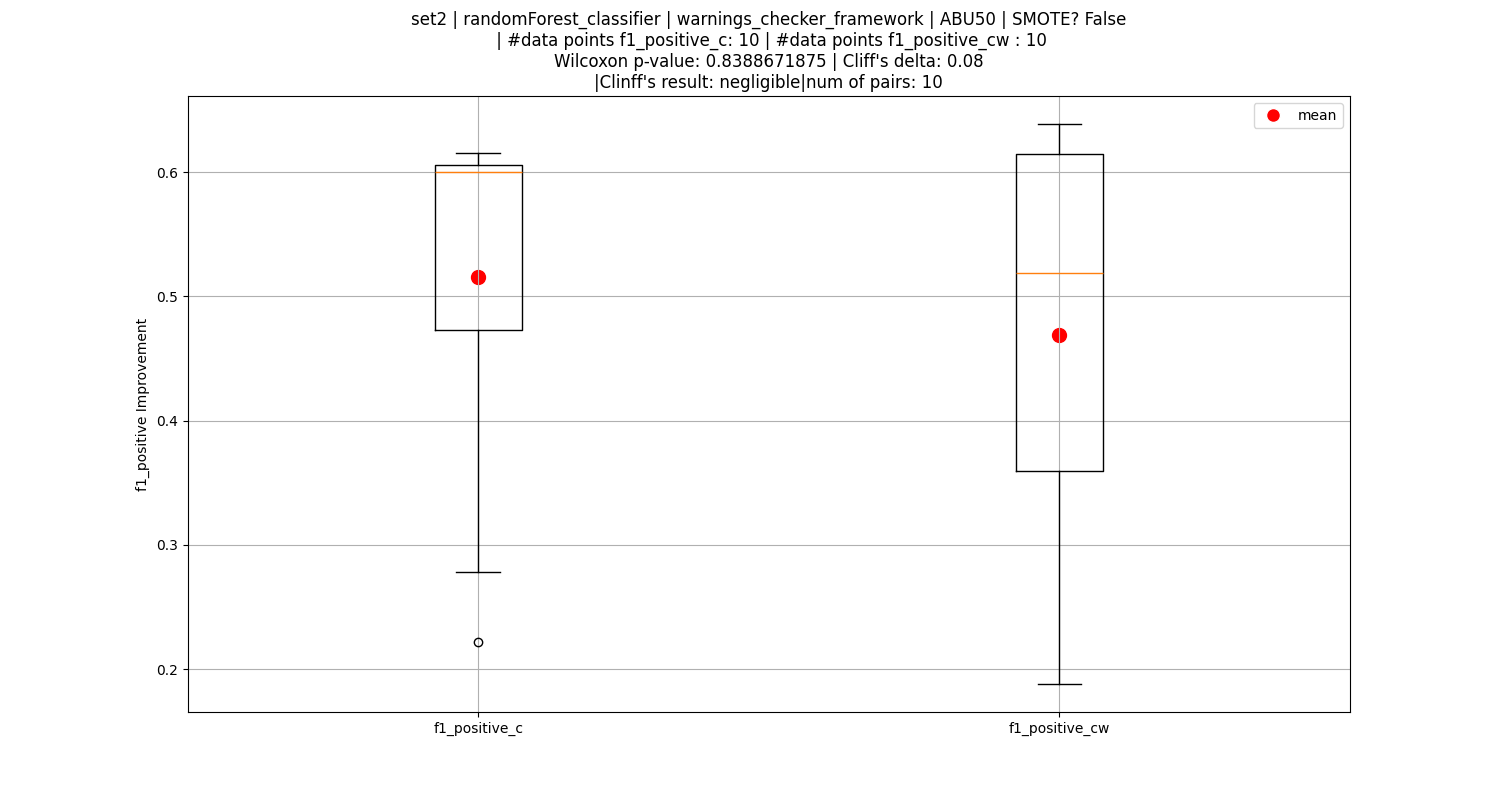 set2 | randomForest_classifier | warnings_checker_framework | ABU50 | SMOTE? False
| #data points f1_positive_c: 10 | #data points f1_positive_cw : 10
Wilcoxon p-value: 0.8388671875 | Cliff's delta: 0.08
|Clinff's result: negligible|num of pairs: 10
mean
0.6
0.5
0.4
0.3
0.2
f1_positive Improvement
f1_positive_c
f1_positive_cw